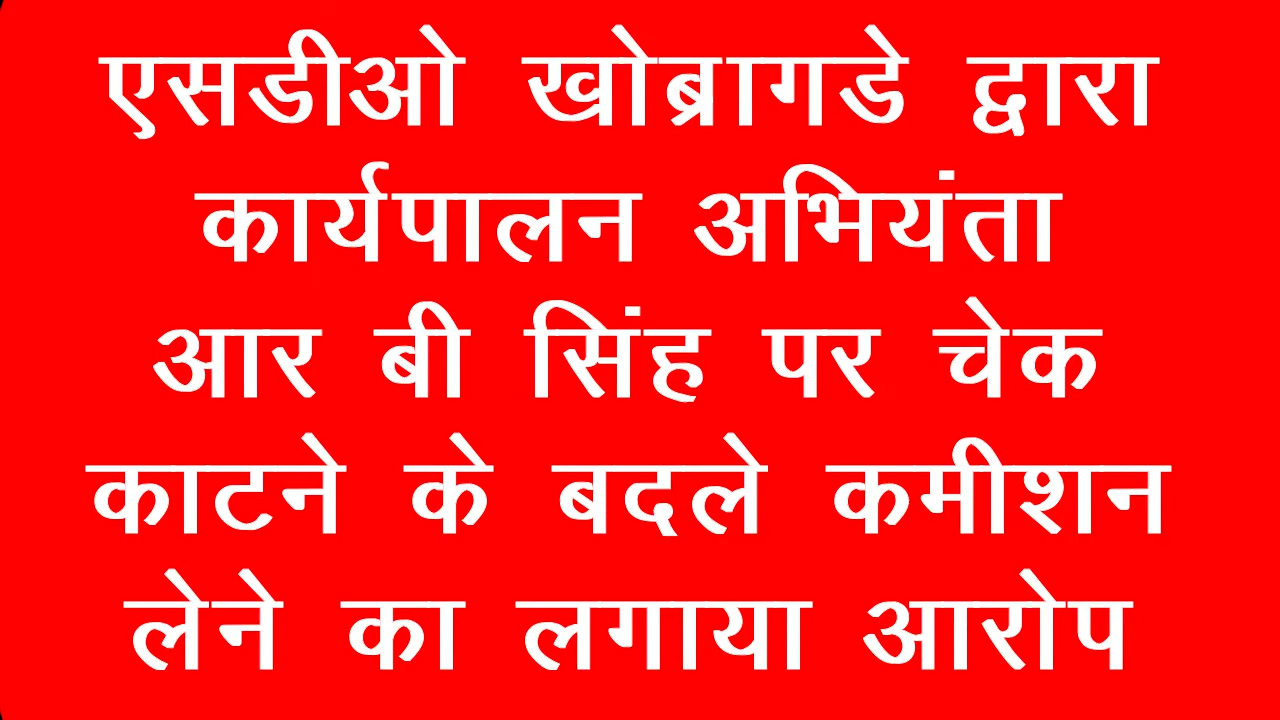 एसडीओ खोब्रागडे द्वारा
कार्यपालन अभियंता
आर बी सिंह पर चेक
काटने के बदले कमीशन
लेने का लगाया आरोप